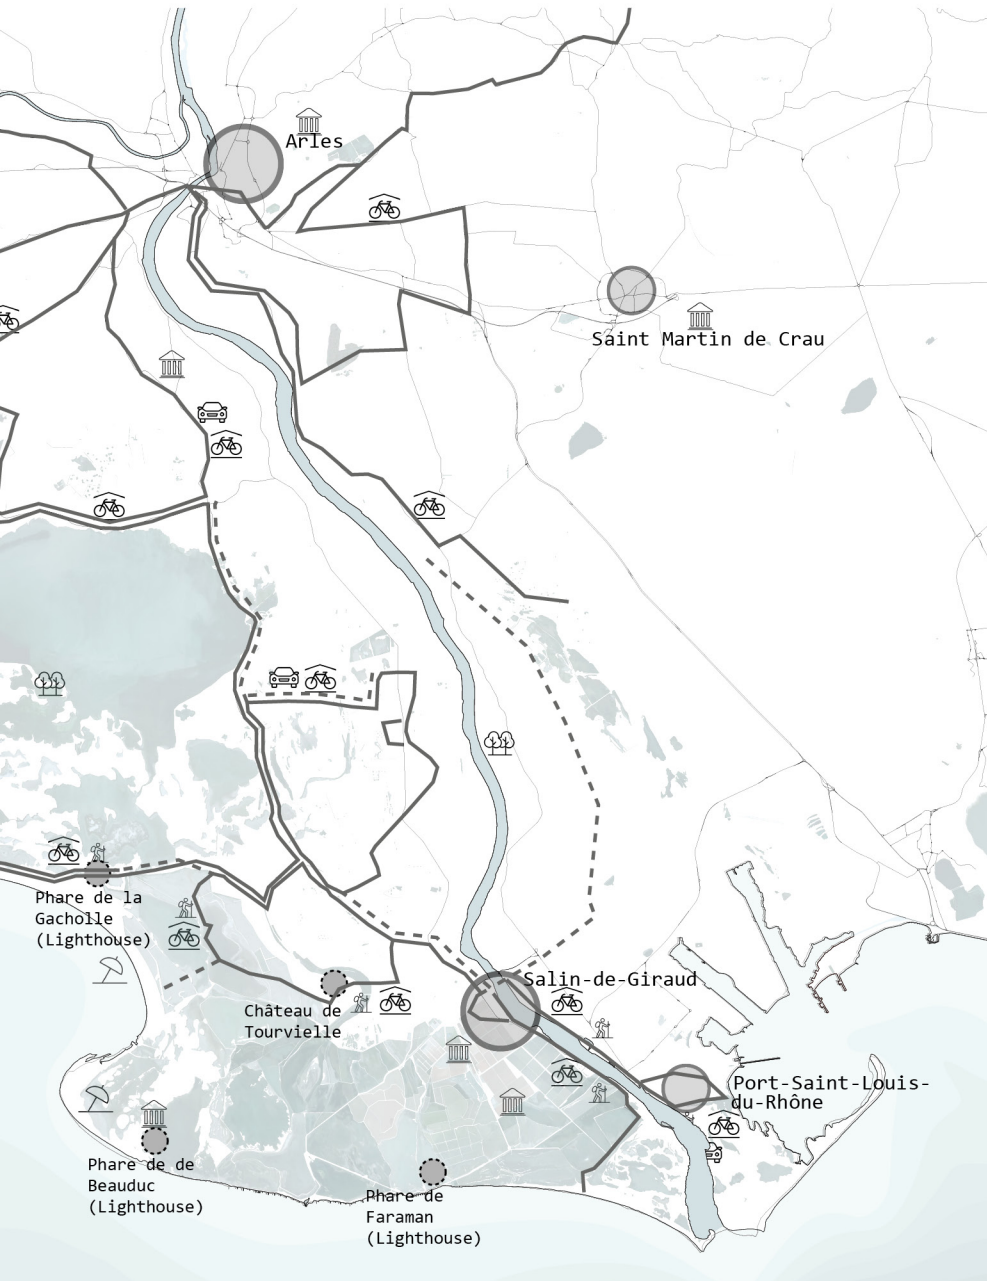 Arles
Saint Martin de Crau
Phare de la
Gacholle
(Lighthouse)
Salin-de-Giraud
Château de
Tourvielle
Port-Saint-Louis-
du-Rhône
Phare de de
Beauduc
(Lighthouse)
Phare de
Faraman
(Lighthouse)